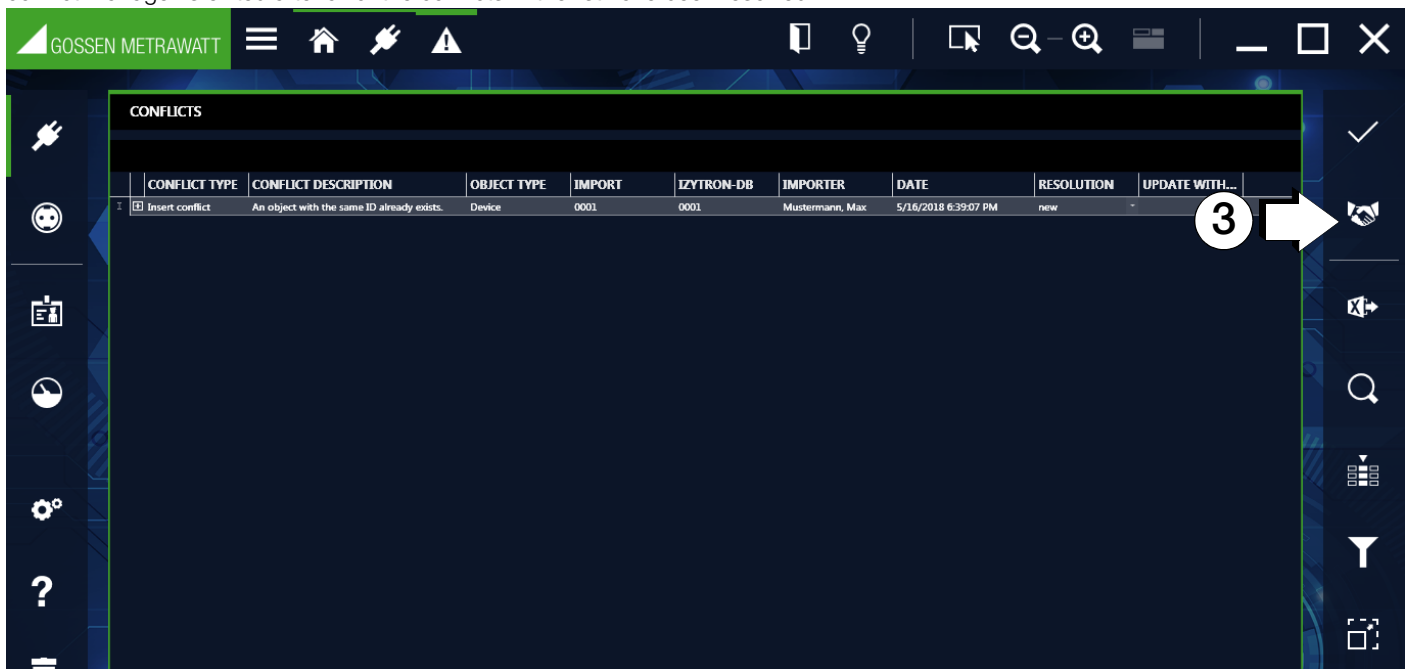 GOSSEN METRAWATT
CONFLICTS
CONFLICT TYPE CONFLICT DESCRIPTION OBJECT TYPE IMPORT IZYTRON-DB IMPORTER DATE RESOLUTION UPDATE WITH...
Insert conflict An object with the same ID already exists. Device 0001 0001 Mustermann, Max 5/16/2018 6:39:07 PM new
3
?